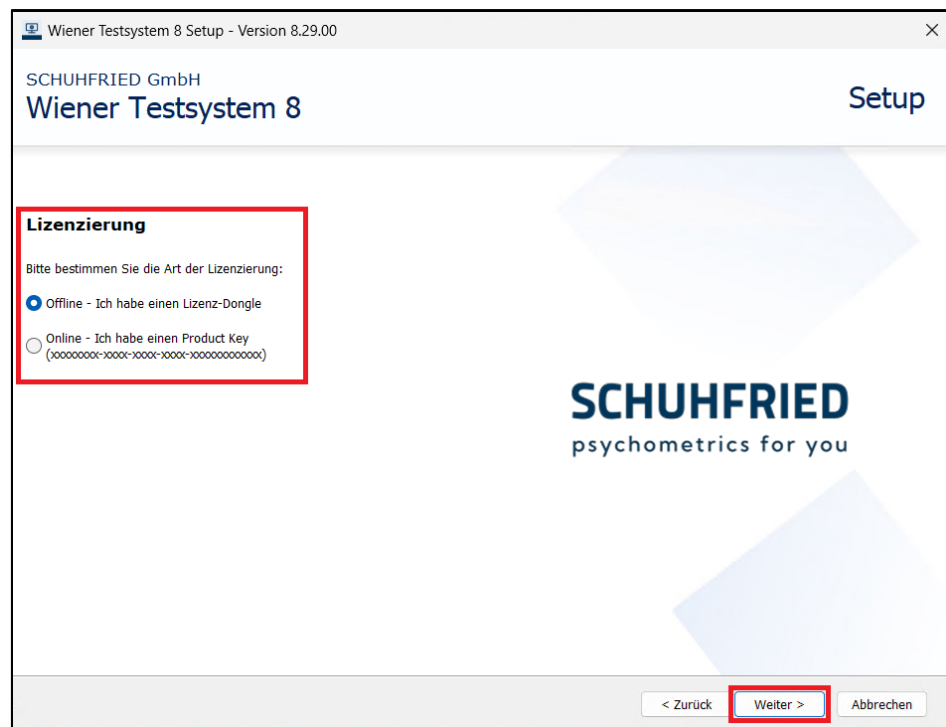 Wiener Testsystem 8 Setup - Version 8.29.00
SCHUHFRIED GmbH
Wiener Testsystem 8
Setup
Lizenzierung
Bitte bestimmen Sie die Art der Lizenzierung:
Offline - Ich habe einen Lizenz-Dongle
Online - Ich habe einen Product Key
(xxxxxxxx-xxxx-xxxx-xxxx-xxxxxxxxxxxx)
SCHUHFRIED
psychometrics for you
< Zurück
Weiter >
Abbrechen